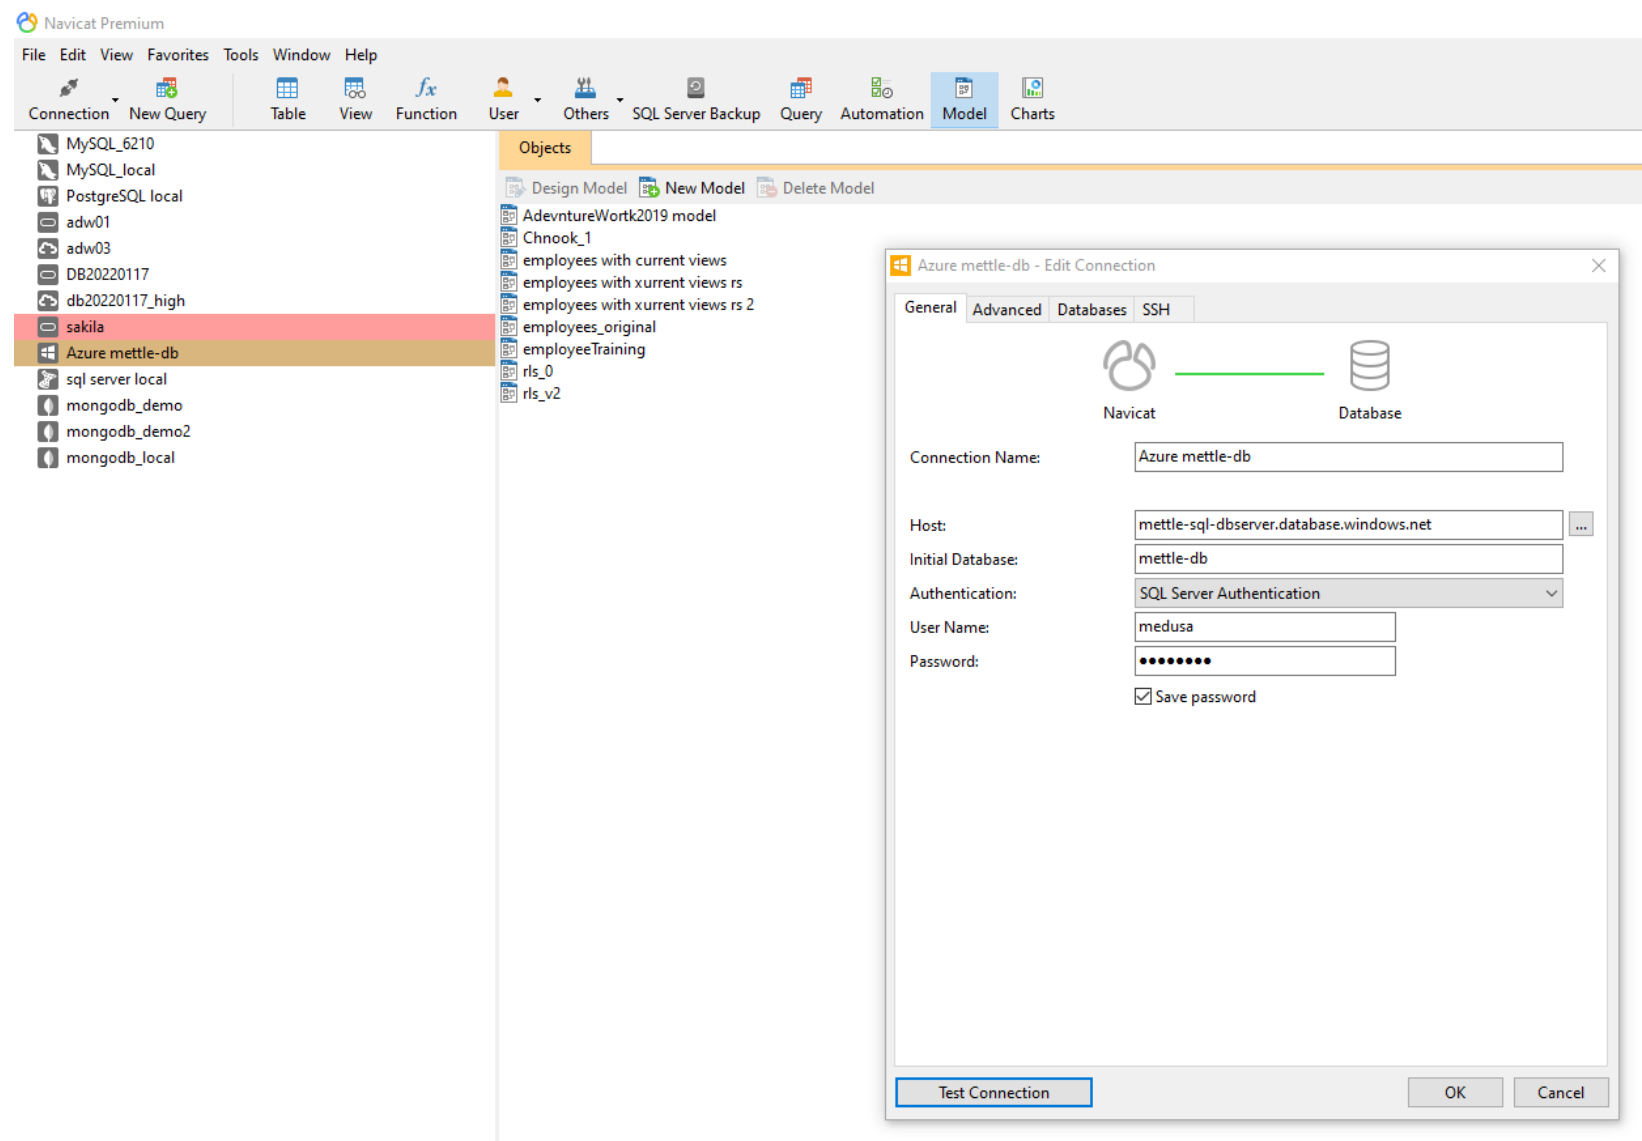 Navicat Premium
File Edit View Favorites Tools Window Help
Connection New Query Table View Function User Others SQL Server Backup Query Automation Model Charts
MySQL_6210
MySQL_local
PostgreSQL local
adw01
adw03
DB20220117
db20220117_high
sakila
Azure mettle-db
sql server local
mongodb_demo
mongodb_demo2
mongodb_local
Objects
Design Model New Model Delete Model
AdevntureWortk2019 model
Chnook_1
employees with current views
employees with xurrent views rs
employees with xurrent views rs 2
employees_original
employeeTraining
rls_0
rls_v2
Azure mettle-db - Edit Connection
General Advanced Databases SSH
Navicat Database
Connection Name: Azure mettle-db
Host: mettle-sql-dbserver.database.windows.net ...
Initial Database: mettle-db
Authentication: SQL Server Authentication
User Name: medusa
Password: ●●●●●●●●
Save password
Test Connection OK Cancel